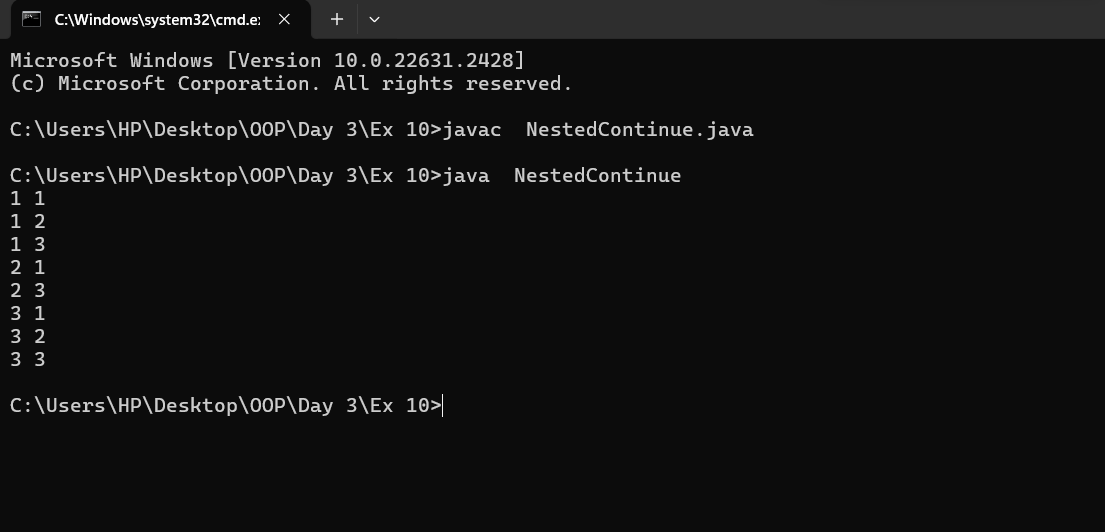 C:\Windows\system32\cmd.e
Microsoft Windows [Version 10.0.22631.2428]
(c) Microsoft Corporation. All rights reserved.
C:\Users\HP\Desktop\OOP\Day 3\Ex 10>javac  NestedContinue.java
C:\Users\HP\Desktop\OOP\Day 3\Ex 10>java  NestedContinue
1 1
1 2
1 3
2 1
2 3
3 1
3 2
3 3
C:\Users\HP\Desktop\OOP\Day 3\Ex 10>